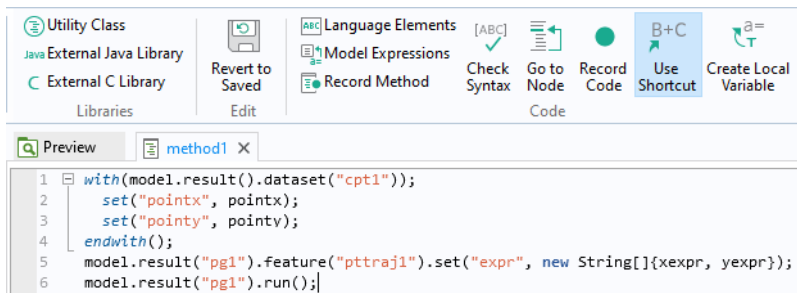 Utility Class
Java External Java Library
C External C Library
Libraries
Revert to
Saved
Edit
ABC Language Elements
a= Model Expressions
Record Method
[ABC]
Check
Syntax
Go to
Node
Record
Code
B+C
Use
Shortcut
a=
T
Create Local
Variable
Code
Preview
method1
1 with(model.result().dataset("cpt1"));
2 set("pointx", pointx);
3 set("pointy", pointy);
4 endwith();
5 model.result("pg1").feature("pttraj1").set("expr", new String[]{xexpr, yexpr});
6 model.result("pg1").run();